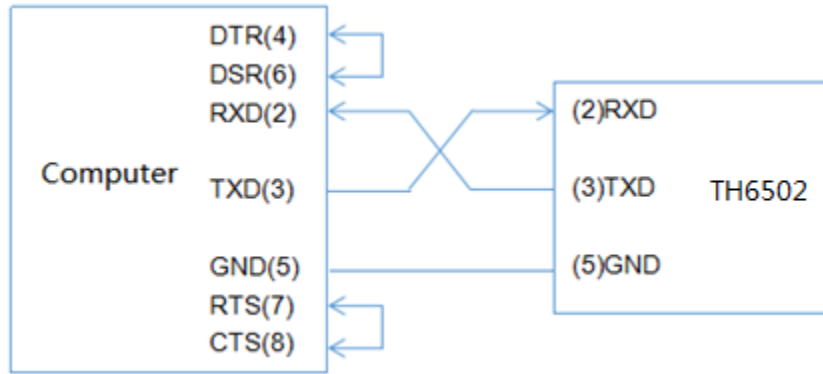 DTR(4)
DSR(6)
RXD(2)
Computer
TXD(3)
GND(5)
RTS(7)
CTS(8)
(2)RXD
(3)TXD
TH6502
(5)GND